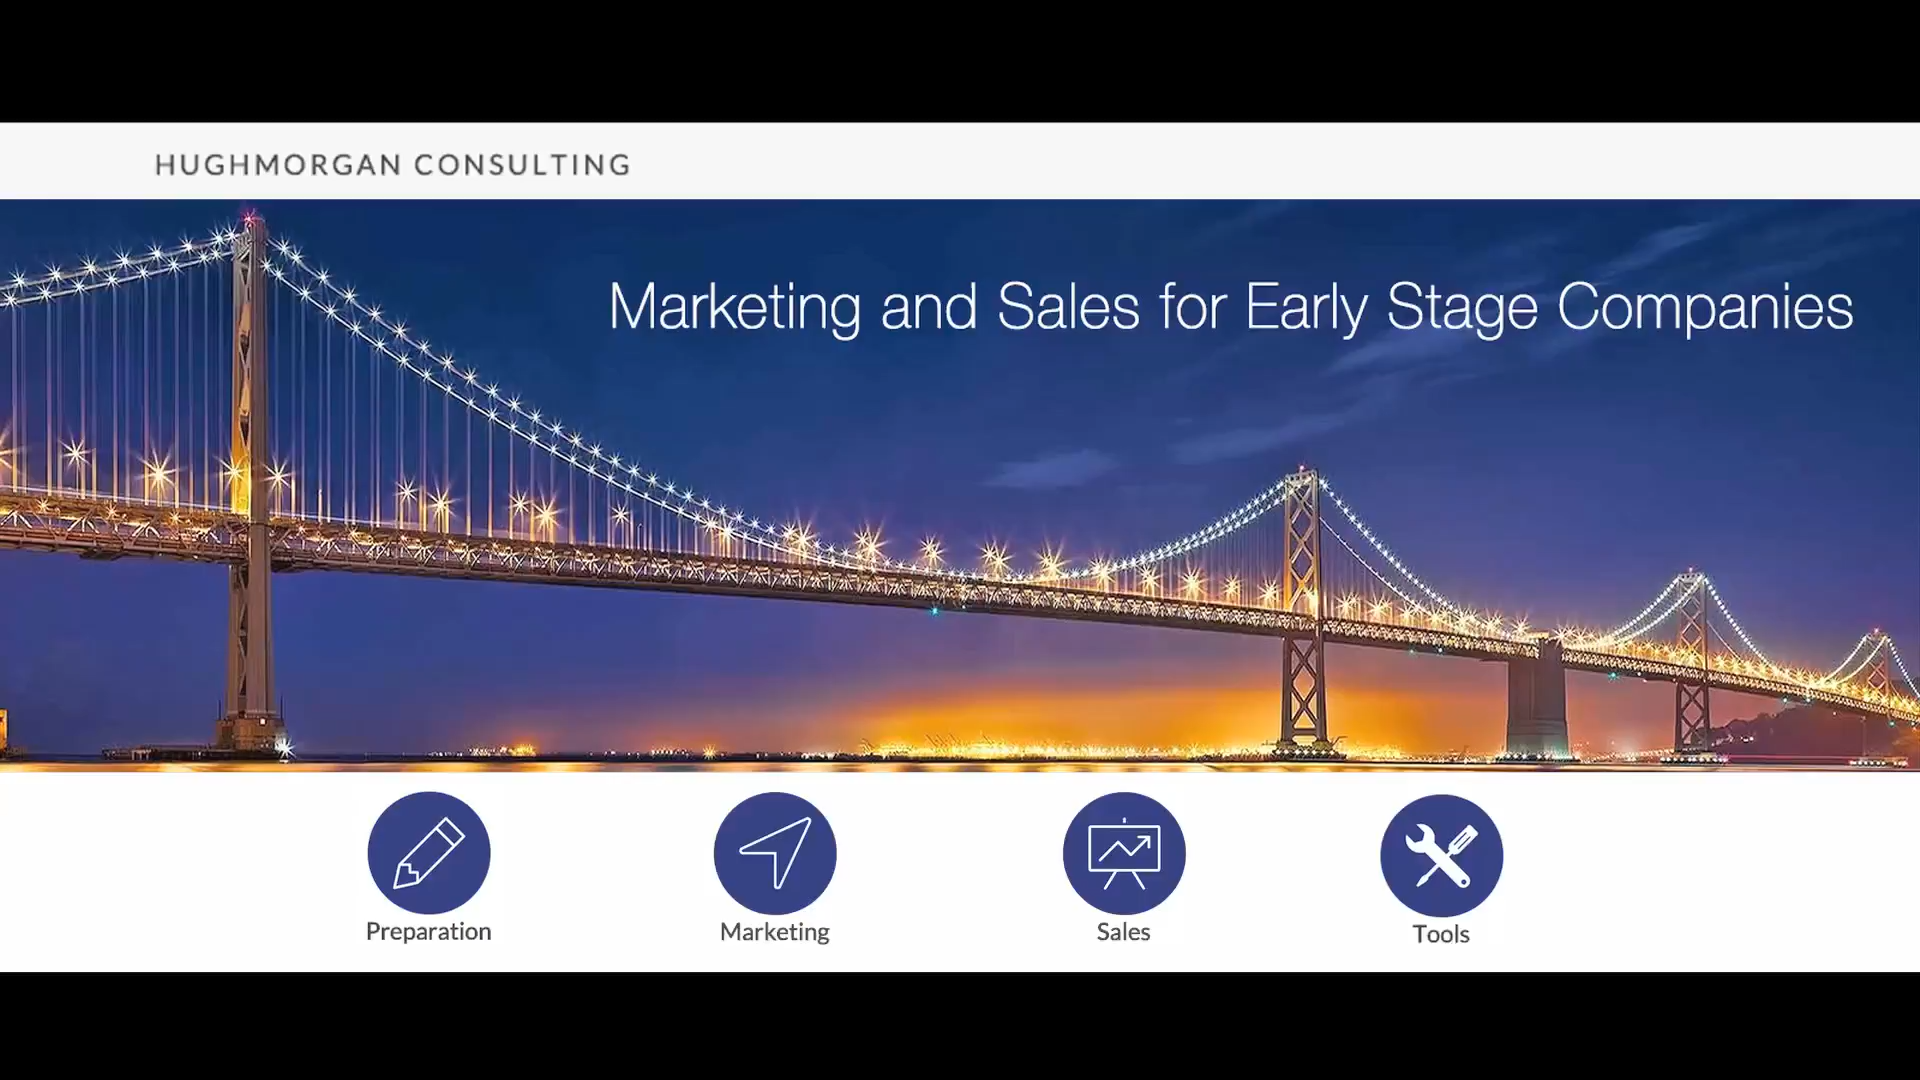 HUGHMORGAN CONSULTING
Marketing and Sales for Early Stage Companies
Preparation
Marketing
Sales
Tools